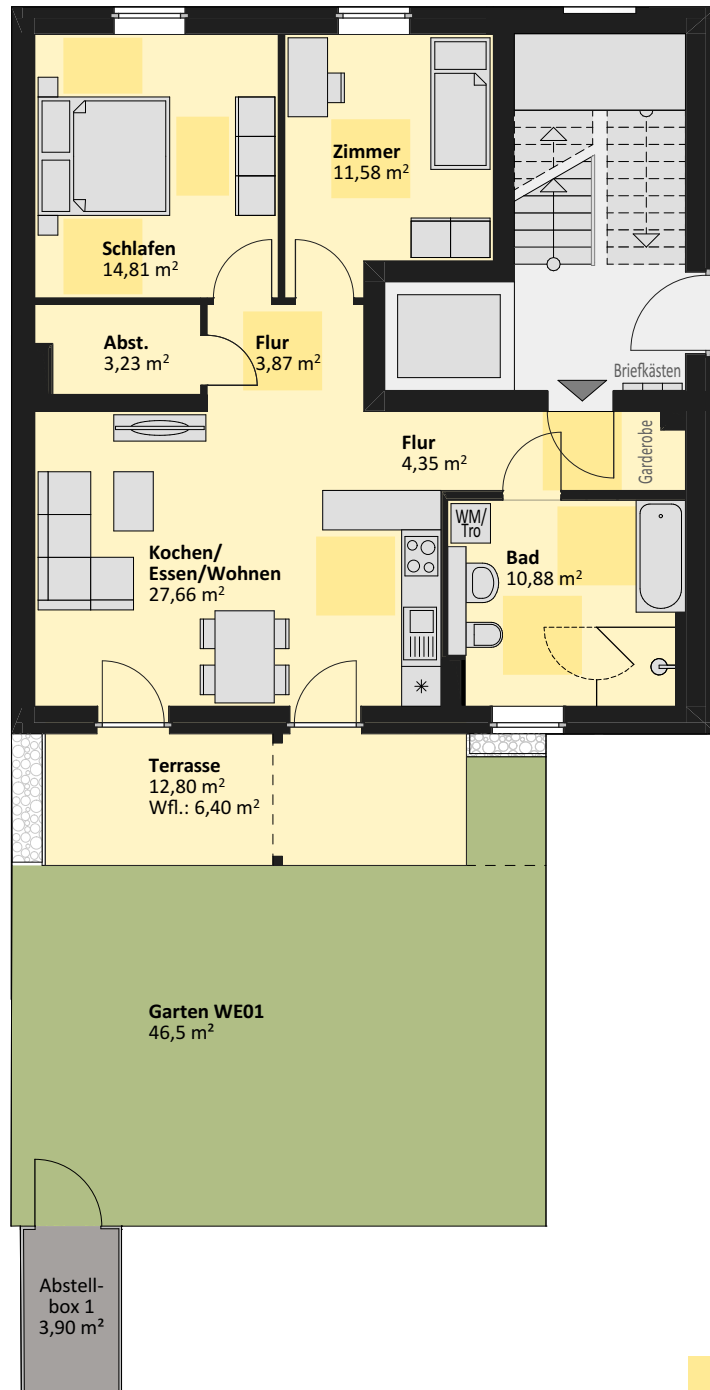 Zimmer
11,58 m²
Schlafen
14,81 m²
Abst.
3,23 m²
Flur
3,87 m²
Briefkästen
Flur
4,35 m²
Garderobe
WM/
Tro
Kochen/
Essen/Wohnen
27,66 m²
Bad
10,88 m²
Terrasse
12,80 m²
Wfl.: 6,40 m²
Garten WE01
46,5 m²
Abstell-
box 1
3,90 m²